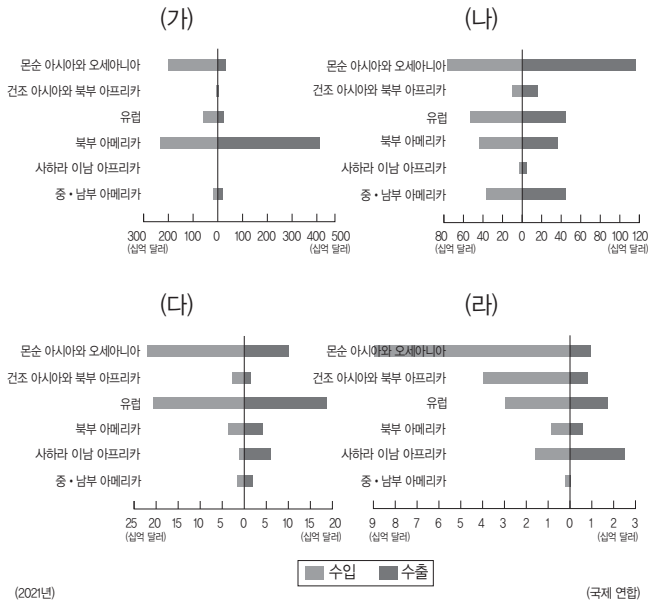 (가)
몬순 아시아와 오세아니아
건조 아시아와 북부 아프리카
유럽
북부 아메리카
사하라 이남 아프리카
중・남부 아메리카
300 200 100 0 100 200 300 400 500
(십억 달러) (십억 달러)
(나)
몬순 아시아와 오세아니아
건조 아시아와 북부 아프리카
유럽
북부 아메리카
사하라 이남 아프리카
중・남부 아메리카
80 60 40 20 0 20 40 60 80 100 120
(십억 달러) (십억 달러)
(다)
몬순 아시아와 오세아니아
건조 아시아와 북부 아프리카
유럽
북부 아메리카
사하라 이남 아프리카
중・남부 아메리카
25 20 15 10 5 0 5 10 15 20
(십억 달러) (십억 달러)
(라)
몬순 아시아와 오세아니아
건조 아시아와 북부 아프리카
유럽
북부 아메리카
사하라 이남 아프리카
중・남부 아메리카
9 8 7 6 5 4 3 2 1 0 1 2 3
(십억 달러) (십억 달러)
수입 수출
(2021년) (국제 연합)